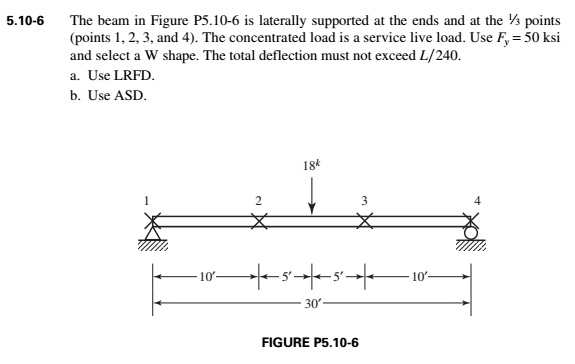 5.10-6 The beam in Figure P5.10-6 is laterally supported at the ends and at the ⅓ points
(points 1, 2, 3, and 4). The concentrated load is a service live load. Use Fy = 50 ksi
and select a W shape. The total deflection must not exceed L/240.
a. Use LRFD.
b. Use ASD.
18k
1 2 3 4
10′ 5′ 5′ 10′
30′
FIGURE P5.10-6